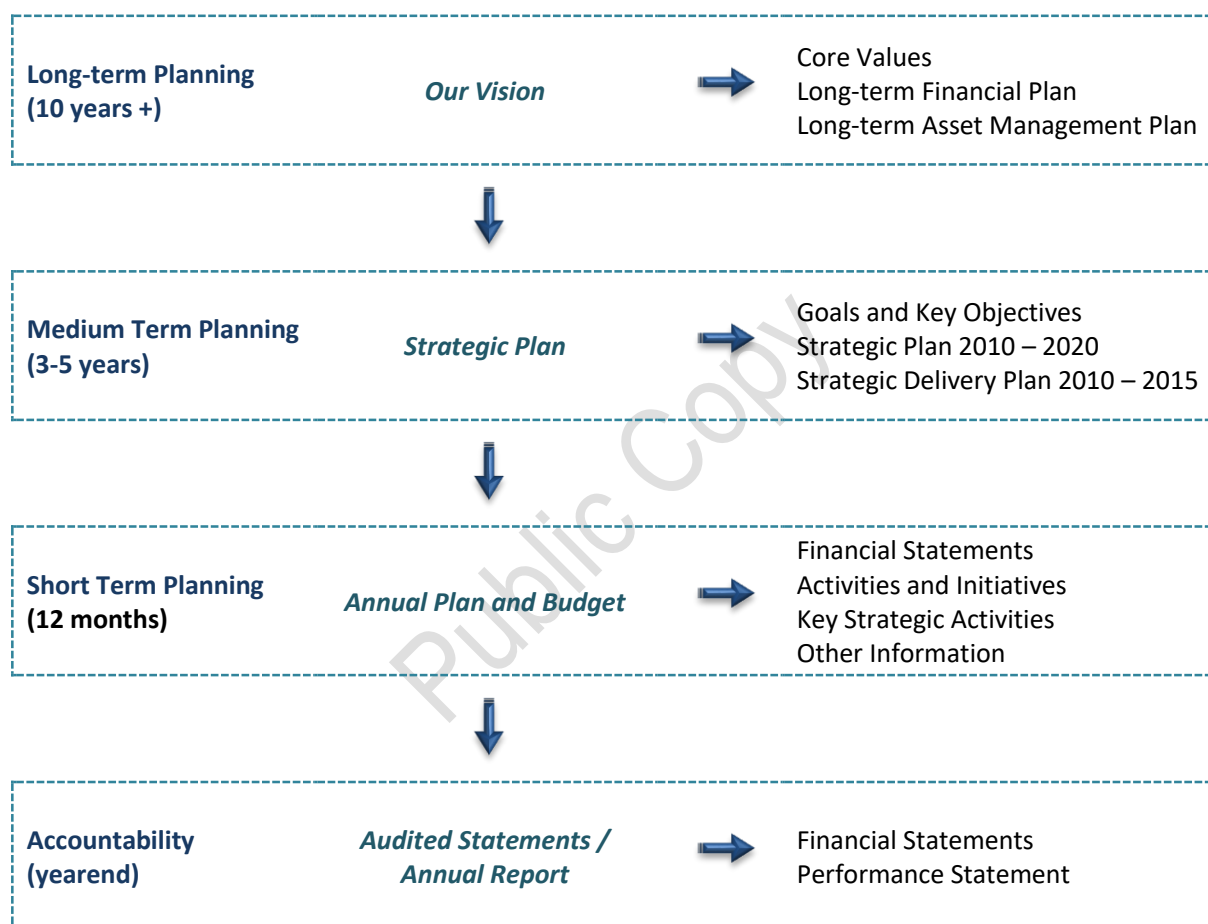 Long-term Planning
(10 years +)
Our Vision
Core Values
Long-term Financial Plan
Long-term Asset Management Plan
Medium Term Planning
(3-5 years)
Strategic Plan
Goals and Key Objectives
Strategic Plan 2010 – 2020
Strategic Delivery Plan 2010 – 2015
Public Copy
Short Term Planning
(12 months)
Annual Plan and Budget
Financial Statements
Activities and Initiatives
Key Strategic Activities
Other Information
Accountability
(yearend)
Audited Statements /
Annual Report
Financial Statements
Performance Statement